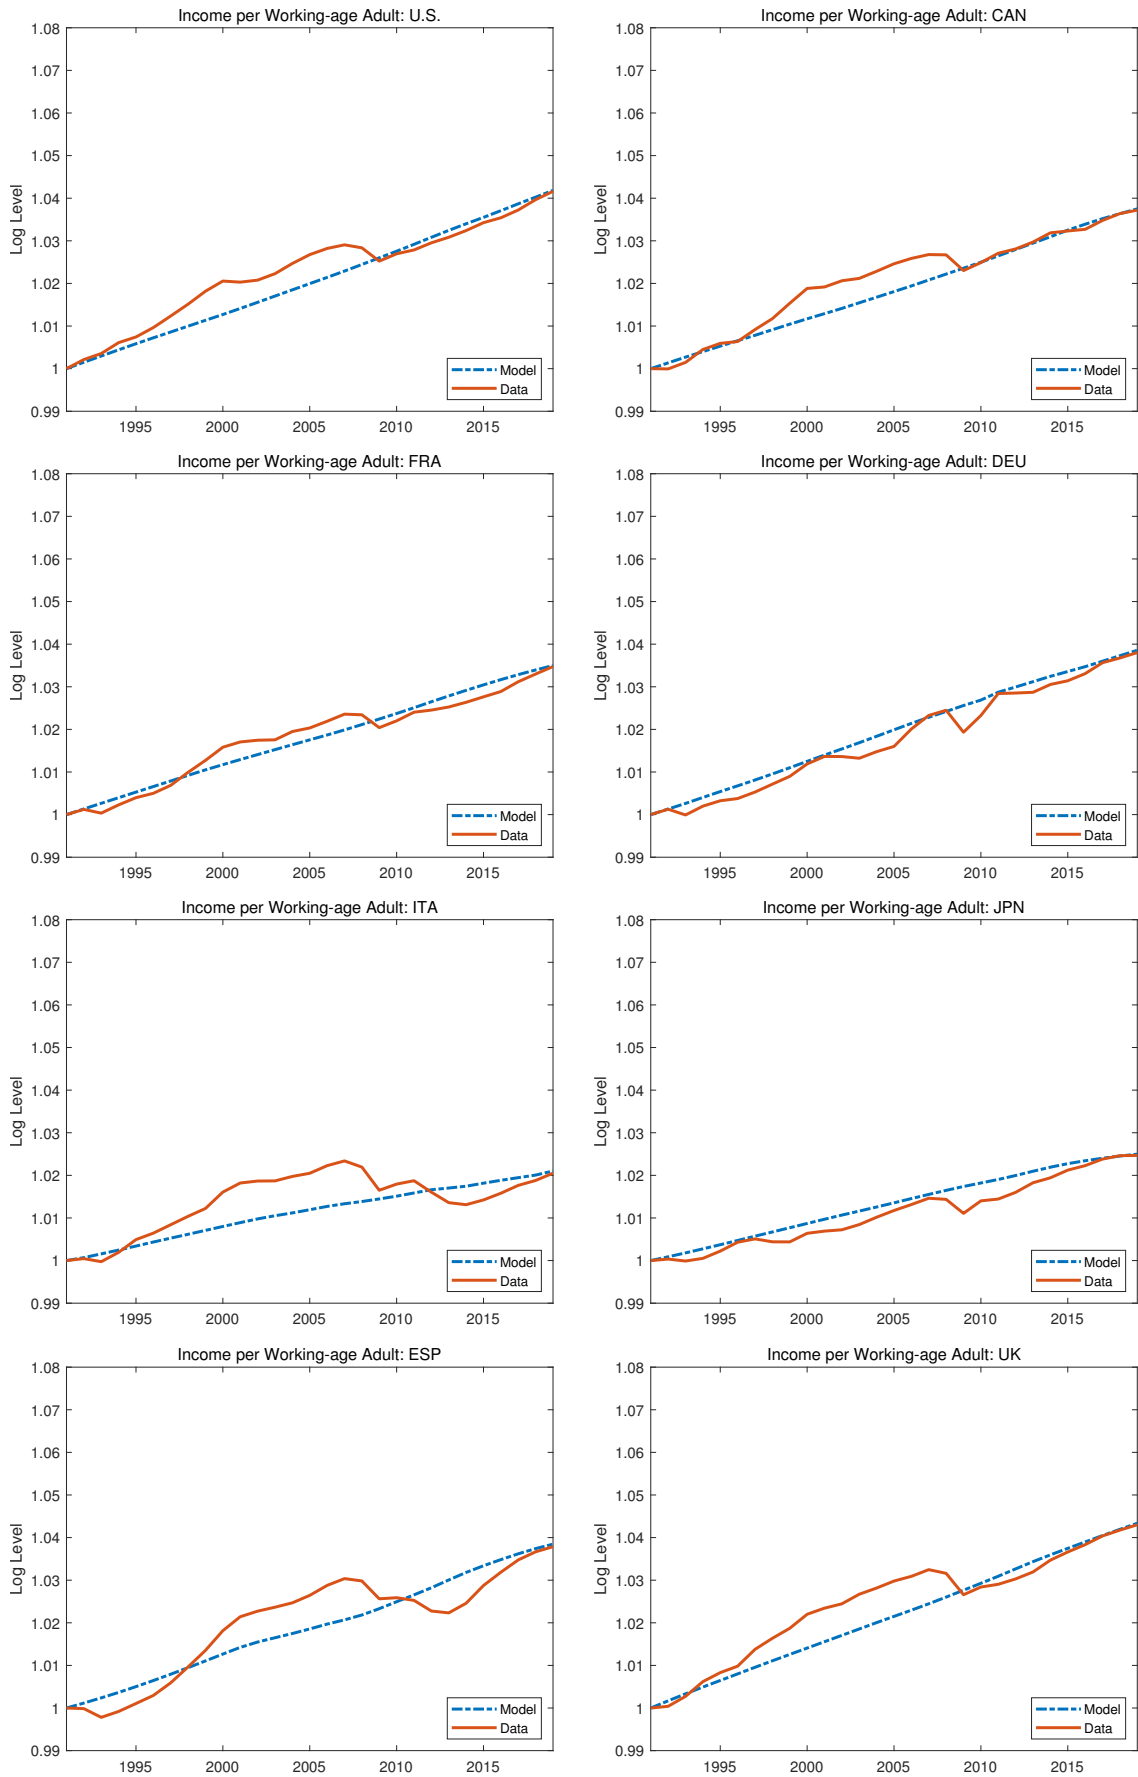 Income per Working-age Adult: U.S.
1.08
1.07
1.06
1.05
1.04
1.03
1.02
1.01
1
0.99
Log Level
1995 2000 2005 2010 2015
Model
Data
Income per Working-age Adult: CAN
1.08
1.07
1.06
1.05
1.04
1.03
1.02
1.01
1
0.99
Log Level
1995 2000 2005 2010 2015
Model
Data
Income per Working-age Adult: FRA
1.08
1.07
1.06
1.05
1.04
1.03
1.02
1.01
1
0.99
Log Level
1995 2000 2005 2010 2015
Model
Data
Income per Working-age Adult: DEU
1.08
1.07
1.06
1.05
1.04
1.03
1.02
1.01
1
0.99
Log Level
1995 2000 2005 2010 2015
Model
Data
Income per Working-age Adult: ITA
1.08
1.07
1.06
1.05
1.04
1.03
1.02
1.01
1
0.99
Log Level
1995 2000 2005 2010 2015
Model
Data
Income per Working-age Adult: JPN
1.08
1.07
1.06
1.05
1.04
1.03
1.02
1.01
1
0.99
Log Level
1995 2000 2005 2010 2015
Model
Data
Income per Working-age Adult: ESP
1.08
1.07
1.06
1.05
1.04
1.03
1.02
1.01
1
0.99
Log Level
1995 2000 2005 2010 2015
Model
Data
Income per Working-age Adult: UK
1.08
1.07
1.06
1.05
1.04
1.03
1.02
1.01
1
0.99
Log Level
1995 2000 2005 2010 2015
Model
Data